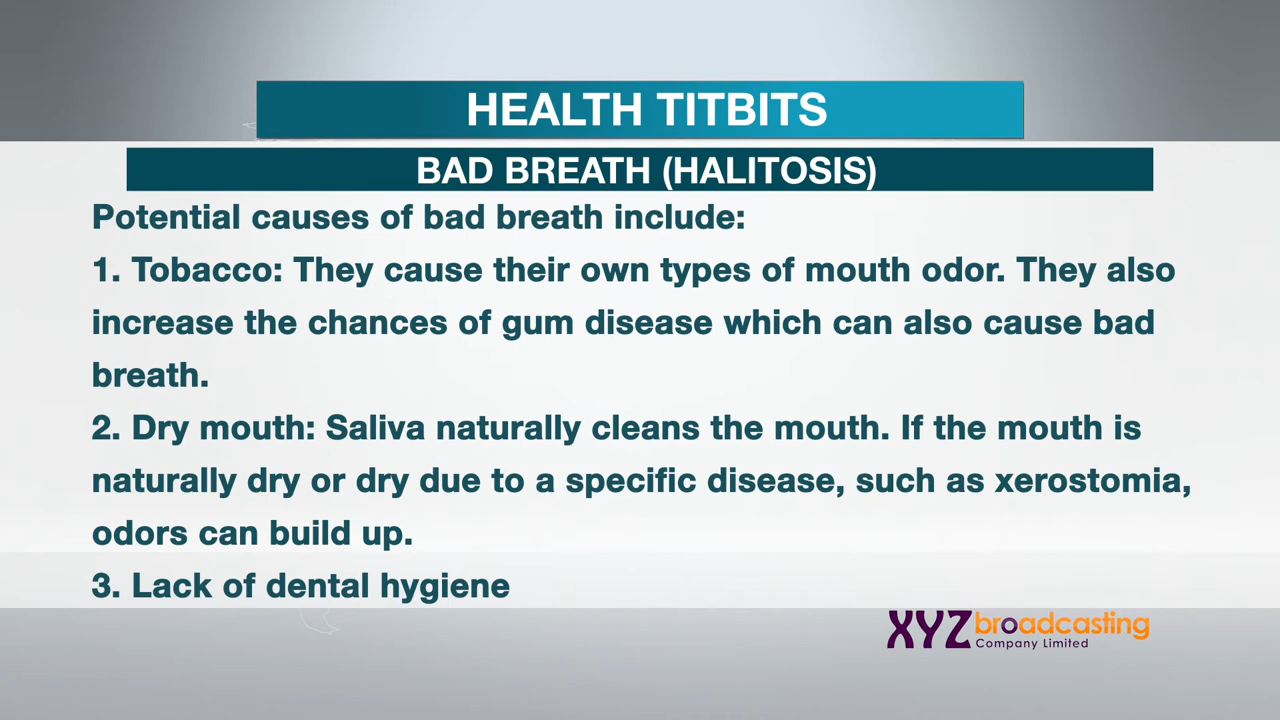 HEALTH TITBITS
BAD BREATH (HALITOSIS)
Potential causes of bad breath include:
1. Tobacco: They cause their own types of mouth odor. They also
increase the chances of gum disease which can also cause bad
breath.
2. Dry mouth: Saliva naturally cleans the mouth. If the mouth is
naturally dry or dry due to a specific disease, such as xerostomia,
odors can build up.
3. Lack of dental hygiene
XYZ broadcasting
Company Limited